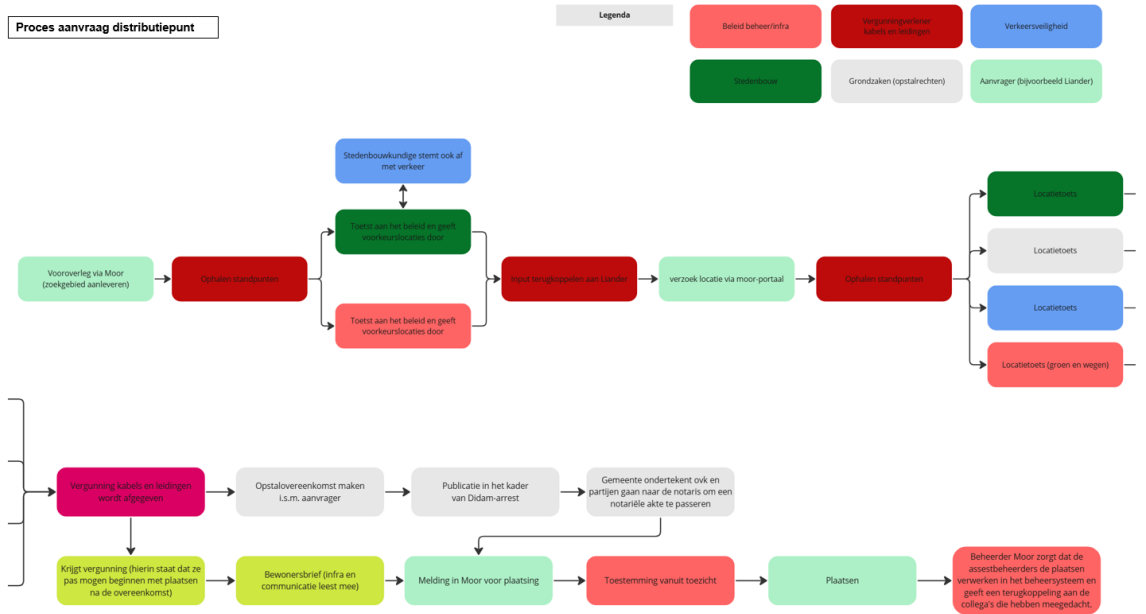 Proces aanvraag distributiepunt
Legenda
Beleid beheer/infra
Vergunningverlener
kabels en leidingen
Verkeersveiligheid
Stedenbouw
Grondzaken (opstalrechten)
Aanvrager (bijvoorbeeld Liander)
Stedenbouwkundige stemt ook af
met verkeer
Toetst aan het beleid en geeft
voorkeurslocaties door
Vooroverleg via Moor
(zoekgebied aanleveren)
Ophalen standpunten
Toetst aan het beleid en geeft
voorkeurslocaties door
Input terugkoppelen aan Liander
verzoek locatie via moor-portaal
Ophalen standpunten
Locatietoets
Locatietoets
Locatietoets
Locatietoets (groen en wegen)
Vergunning kabels en leidingen
wordt afgegeven
Opstalovereenkomst maken
i.s.m. aanvrager
Publicatie in het kader
van Didam-arrest
Gemeente ondertekent ovk en
partijen gaan naar de notaris om een
notariële akte te passeren
Krijgt vergunning (hierin staat dat ze
pas mogen beginnen met plaatsen
na de overeenkomst)
Bewonersbrief (infra en
communicatie leest mee)
Melding in Moor voor plaatsing
Toestemming vanuit toezicht
Plaatsen
Beheerder Moor zorgt dat de
assestbeheerders de plaatsen
verwerken in het beheersystem en
geeft een terugkoppeling aan de
collega's die hebben meegedacht.